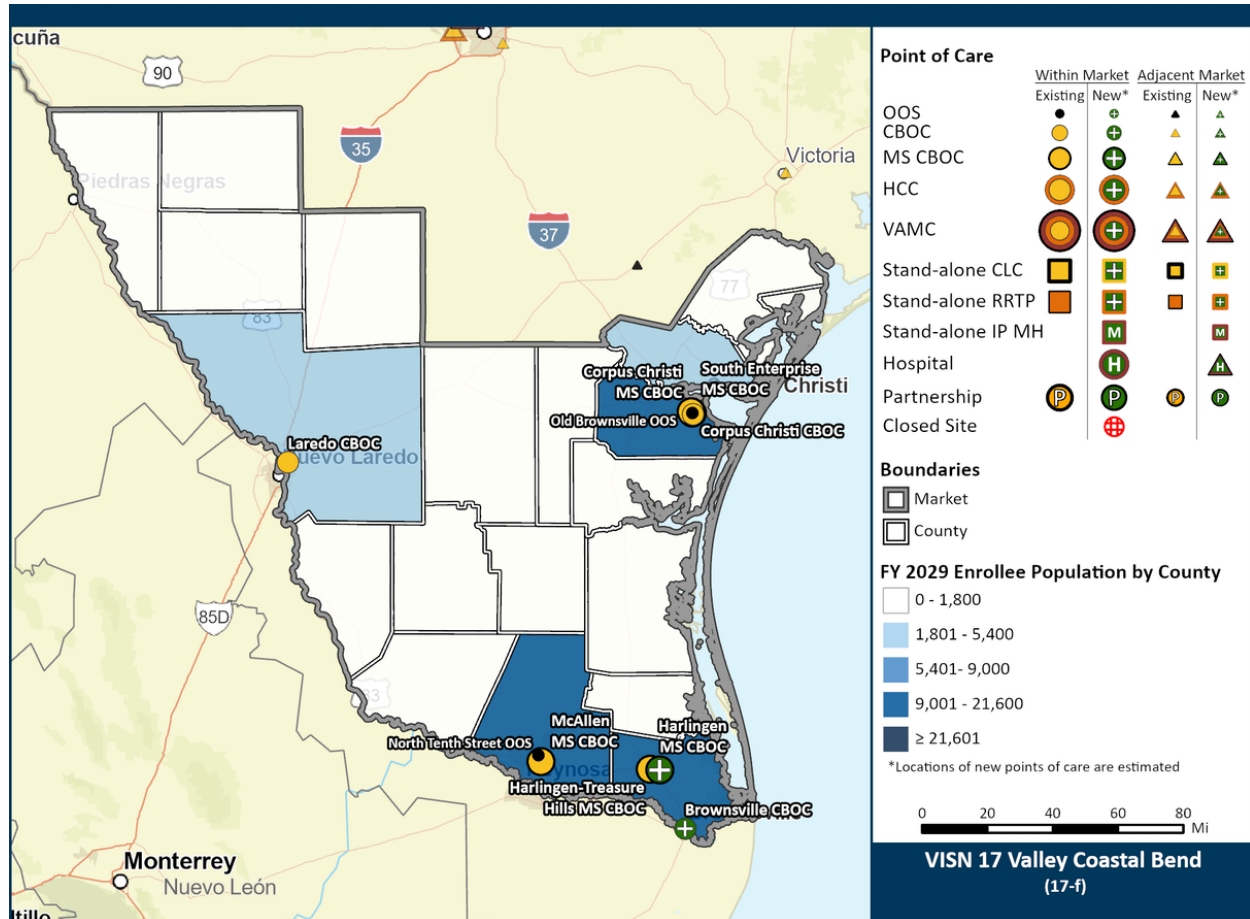 cuña
90
35
Piedras Negras
Victoria
37
77
83
Corpus Christi
MS CBOC
South Enterprise
MS CBOC
Christi
Old Brownsville OOS
Corpus Christi CBOC
Laredo CBOC
Nuevo Laredo
85D
83
McAllen
MS CBOC
Harlingen
MS CBOC
North Tenth Street OOS
Reynosa
Harlingen-Treasure
Hills MS CBOC
Brownsville CBOC
Monterrey
Nuevo León
ltillo
Point of Care
Within Market Adjacent Market
Existing New* Existing New*
OOS
CBOC
MS CBOC
HCC
VAMC
Stand-alone CLC
Stand-alone RRTP
Stand-alone IP MH M M
Hospital H H
Partnership P P P P
Closed Site
Boundaries
Market
County
FY 2029 Enrollee Population by County
0 - 1,800
1,801 - 5,400
5,401- 9,000
9,001 - 21,600
≥ 21,601
*Locations of new points of care are estimated
0 20 40 60 80
Mi
VISN 17 Valley Coastal Bend
(17-f)